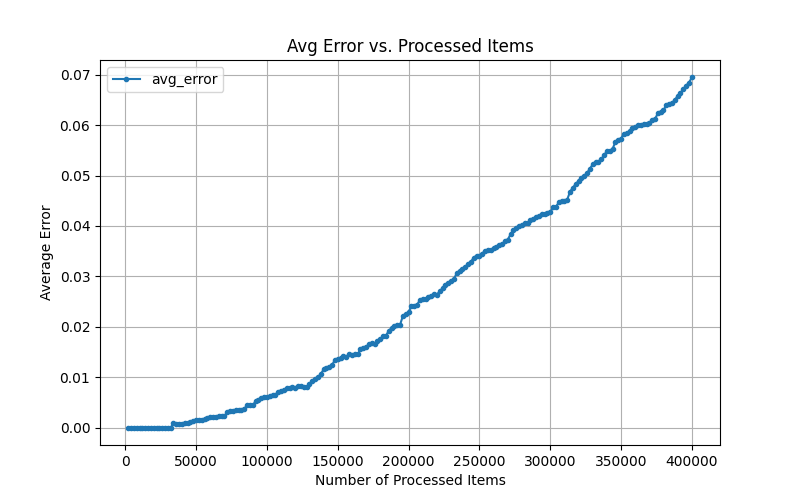 Avg Error vs. Processed Items
avg_error
0.07
0.06
0.05
0.04
0.03
0.02
0.01
0.00
Average Error
0 50000 100000 150000 200000 250000 300000 350000 400000
Number of Processed Items